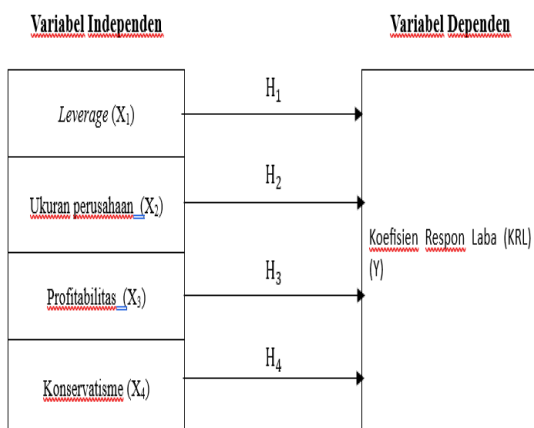 Variabel Independen
Variabel Dependen
Leverage (X₁)
H₁
Ukuran perusahaan (X₂)
H₂
Koefisien Respon Laba (KRL)
(Y)
Profitabilitas (X₃)
H₃
Konservatisme (X₄)
H₄